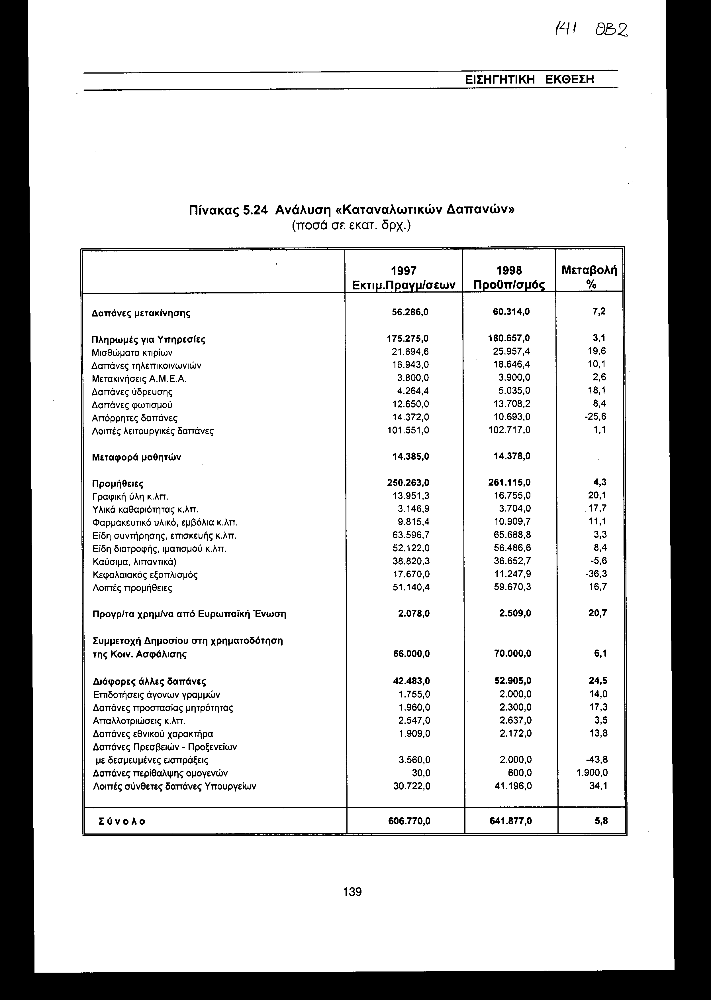 141 ΘΒ2
ΕΙΣΗΓΗΤΙΚΗ ΕΚΘΕΣΗ
Πίνακας 5.24 Ανάλυση «Καταναλωτικών Δαπανών»
(ποσά σε εκατ. δρχ.)
1997 1998 Μεταβολή
Εκτιμ.Πραγμ/σεων Προϋπ/σμός %
Δαπάνες μετακίνησης 56.286,0 60.314,0 7,2
Πληρωμές για Υπηρεσίες 175.275,0 180.657,0 3,1
Μισθώματα κτιρίων 21.694,6 25.957,4 19,6
Δαπάνες τηλεπικοινωνιών 16.943,0 18.646,4 10,1
Μετακινήσεις Α.Μ.Ε.Α. 3.800,0 3.900,0 2,6
Δαπάνες ύδρευσης 4.264,4 5.035,0 18,1
Δαπάνες φωτισμού 12.650,0 13.708,2 8,4
Απόρρητες δαπάνες 14.372,0 10.693,0 -25,6
Λοιπές λειτουργικές δαπάνες 101.551,0 102.717,0 1,1
Μεταφορά μαθητών 14.385,0 14.378,0
Προμήθειες 250.263,0 261.115,0 4,3
Γραφική ύλη κ.λπ. 13.951,3 16.755,0 20,1
Υλικά καθαριότητας κ.λπ. 3.146,9 3.704,0 17,7
Φαρμακευτικό υλικό, εμβόλια κ.λπ. 9.815,4 10.909,7 11,1
Είδη συντήρησης, επισκευής κ.λπ. 63.596,7 65.688,8 3,3
Είδη διατροφής, ιματισμού κ.λπ. 52.122,0 56.486,6 8,4
Καύσιμα, λιπαντικά) 38.820,3 36.652,7 -5,6
Κεφαλαιακός εξοπλισμός 17.670,0 11.247,9 -36,3
Λοιπές προμήθειες 51.140,4 59.670,3 16,7
Προγρ/τα χρημ/να από Ευρωπαϊκή Ένωση 2.078,0 2.509,0 20,7
Συμμετοχή Δημοσίου στη χρηματοδότηση
της Κοιν. Ασφάλισης 66.000,0 70.000,0 6,1
Διάφορες άλλες δαπάνες 42.483,0 52.905,0 24,5
Επιδοτήσεις άγονων γραμμών 1.755,0 2.000,0 14,0
Δαπάνες προστασίας μητρότητας 1.960,0 2.300,0 17,3
Απαλλοτριώσεις κ.λπ. 2.547,0 2.637,0 3,5
Δαπάνες εθνικού χαρακτήρα 1.909,0 2.172,0 13,8
Δαπάνες Πρεσβειών - Προξενείων
με δεσμευμένες εισπράξεις 3.560,0 2.000,0 -43,8
Δαπάνες περίθαλψης ομογενών 30,0 600,0 1.900,0
Λοιπές σύνθετες δαπάνες Υπουργείων 30.722,0 41.196,0 34,1
Σύνολο 606.770,0 641.877,0 5,8
139